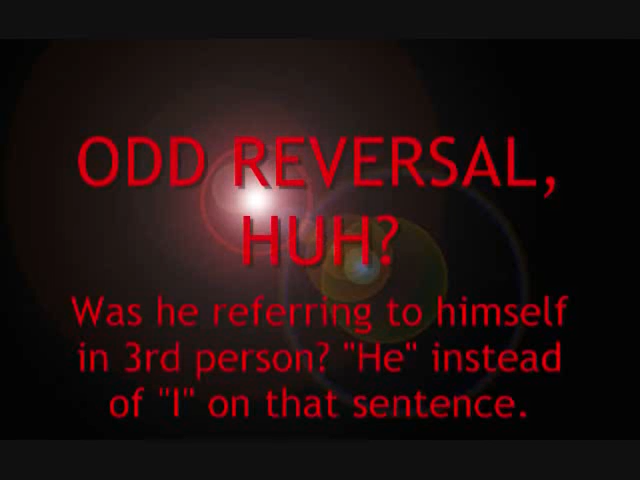 ODD REVERSAL,
HUH?
Was he referring to himself
in 3rd person? "He" instead
of "I" on that sentence.